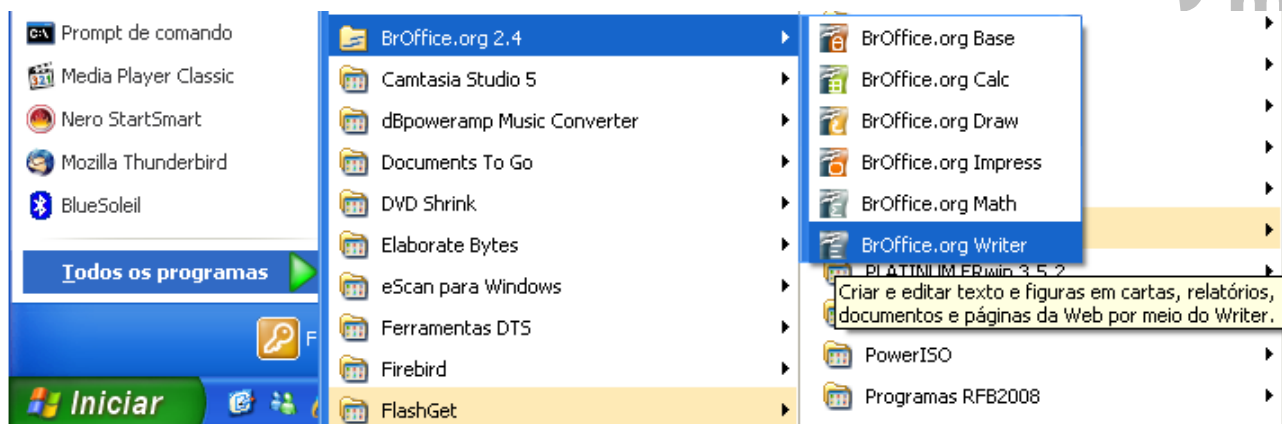 Prompt de comando
Media Player Classic
Nero StartSmart
Mozilla Thunderbird
BlueSoleil
Todos os programas
F
Iniciar
BrOffice.org 2.4
Camtasia Studio 5
dBpoweramp Music Converter
Documents To Go
DVD Shrink
Elaborate Bytes
eScan para Windows
Ferramentas DTS
Firebird
FlashGet
BrOffice.org Base
BrOffice.org Calc
BrOffice.org Draw
BrOffice.org Impress
BrOffice.org Math
BrOffice.org Writer
PLATINUM ERwin 3.5.2
Criar e editar texto e figuras em cartas, relatórios,
documentos e páginas da Web por meio do Writer.
PowerISO
Programas RFB2008